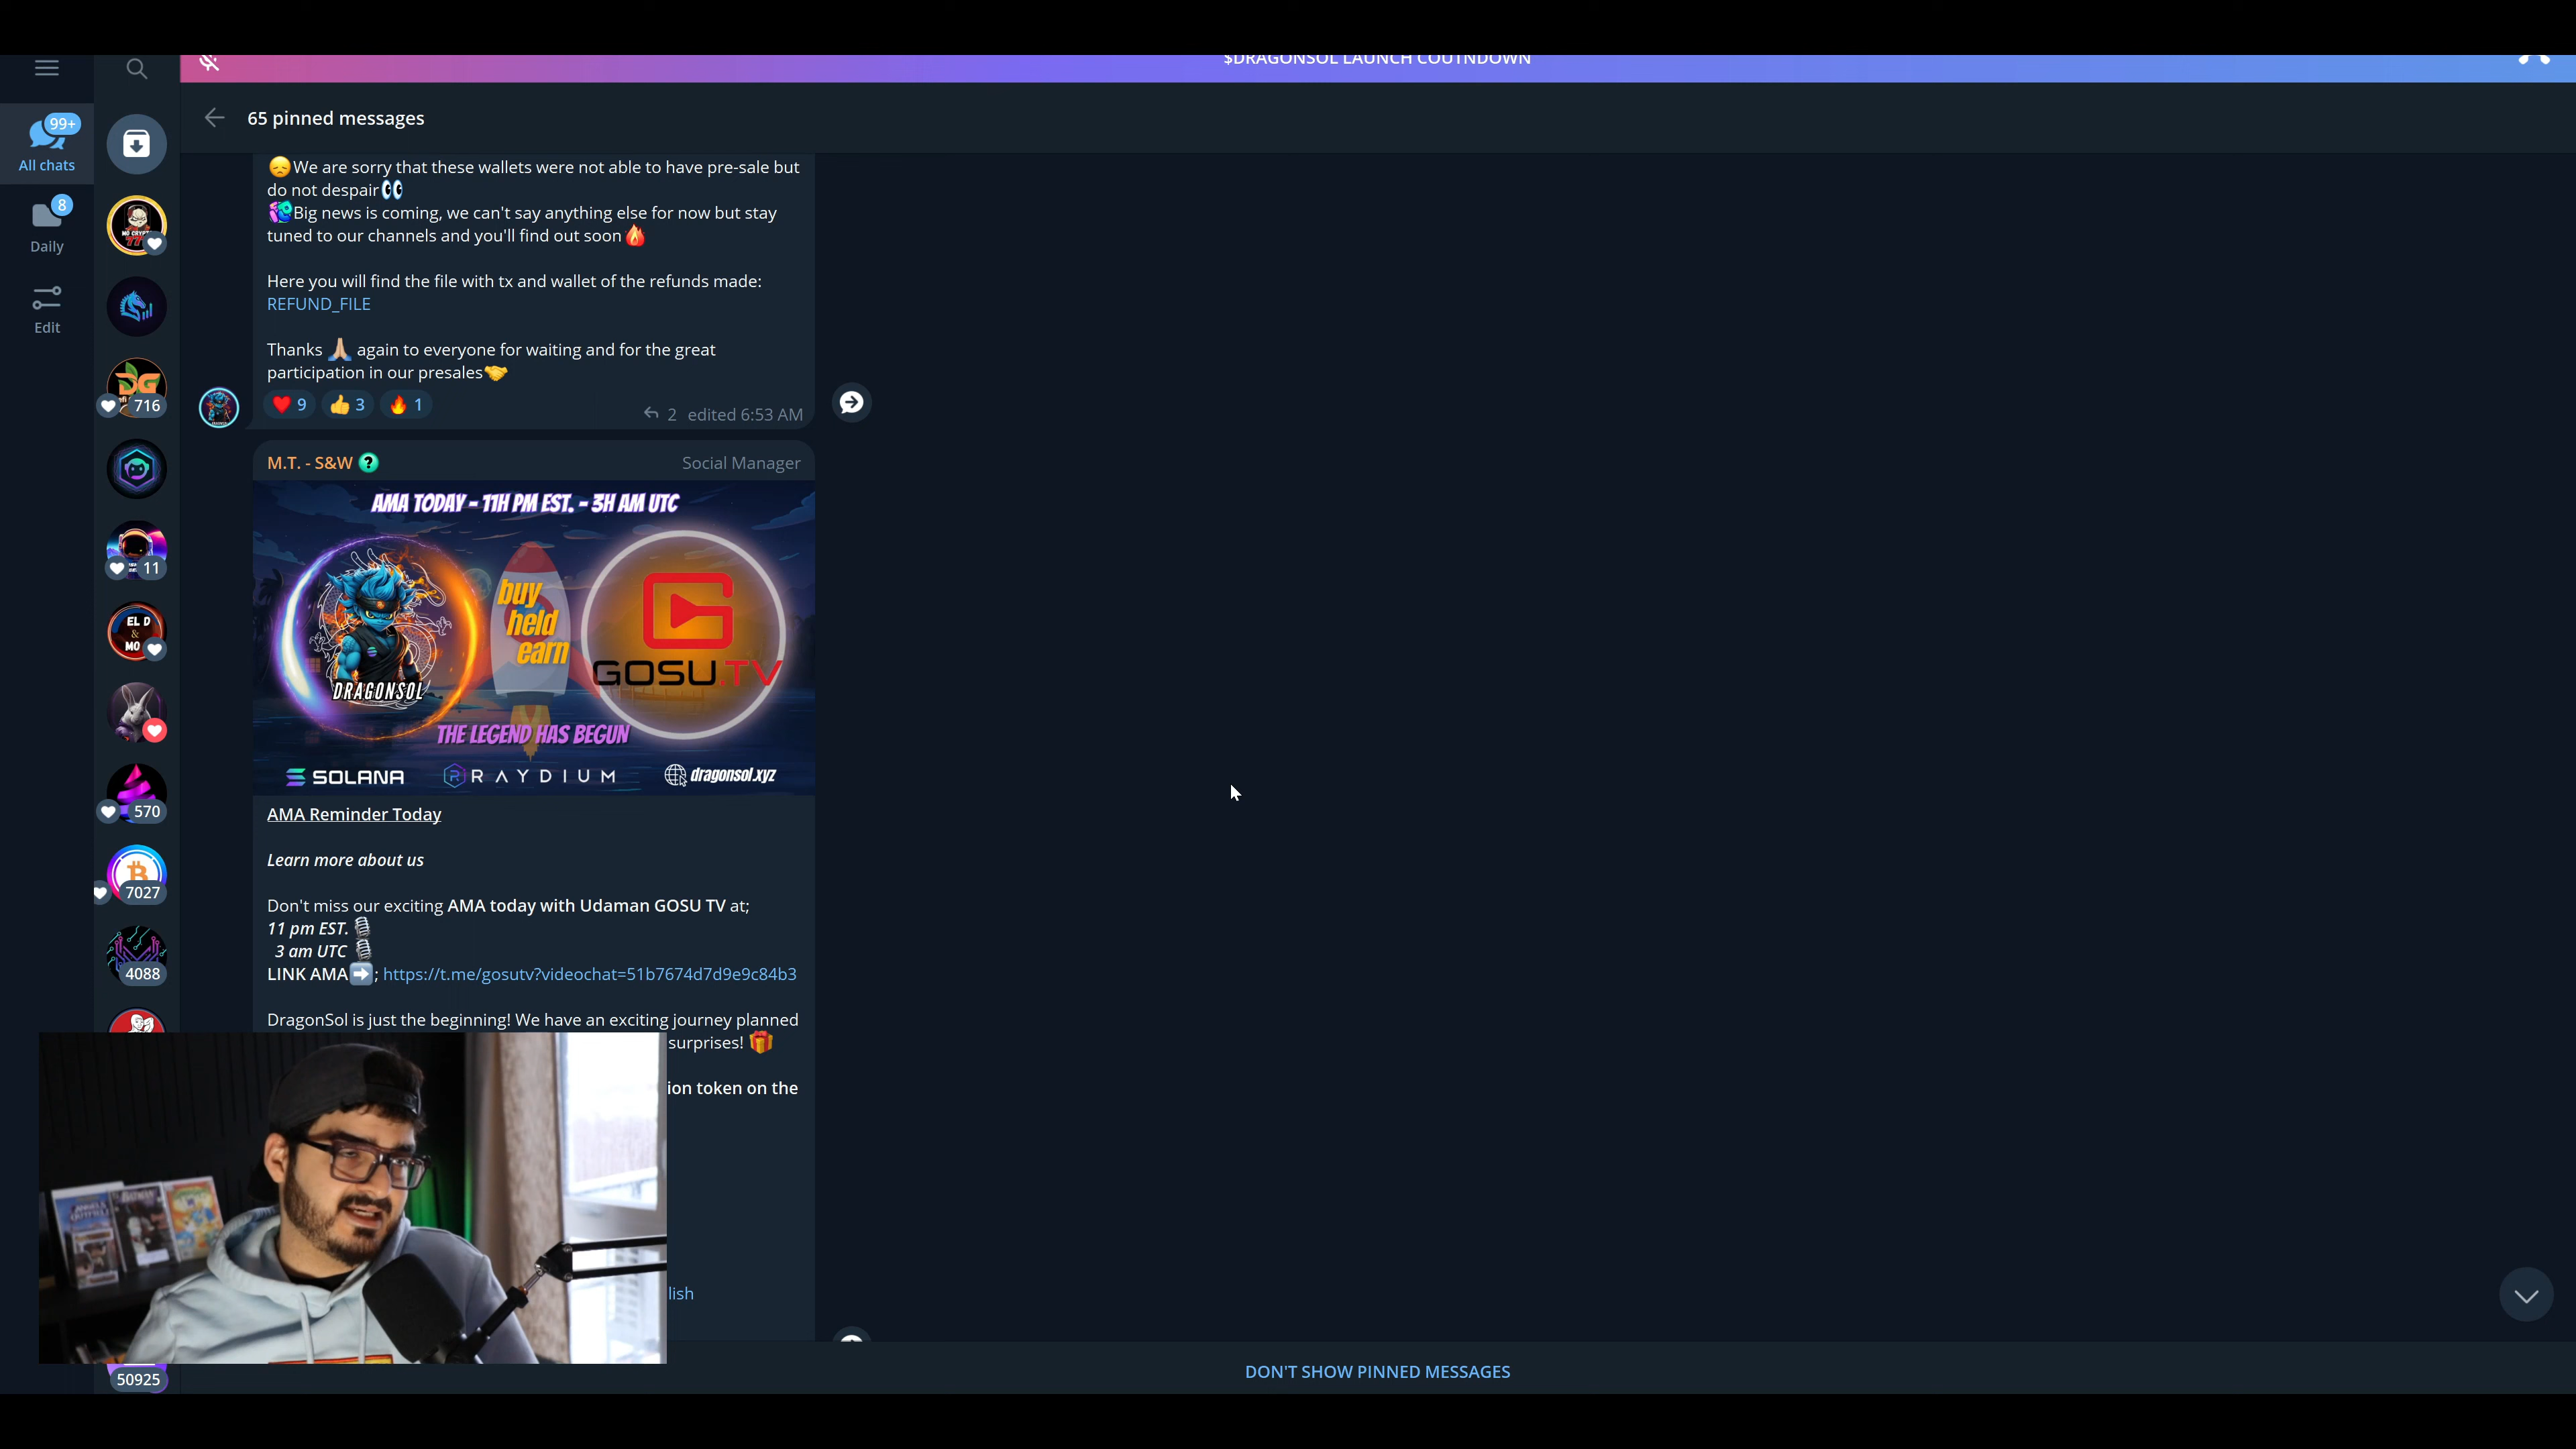 $DRAGONSOL LAUNCH COUTNDOWN
65 pinned messages
99+
All chats
8
Daily
Edit
716
11
EL D
&
MO
570
7027
4088
50925
We are sorry that these wallets were not able to have pre-sale but
do not despair👀
Big news is coming, we can't say anything else for now but stay
tuned to our channels and you'll find out soon🔥
Here you will find the file with tx and wallet of the refunds made:
REFUND_FILE
Thanks 🙏 again to everyone for waiting and for the great
participation in our presales🤝
❤️ 9 👍 3 🔥 1
2 edited 6:53 AM
M.T. - S&W
Social Manager
AMA TODAY - 11H PM EST. - 3H AM UTC
buy
held
earn
DRAGONSOL
GOSU.TV
THE LEGEND HAS BEGUN
SOLANA
RAYDIUM
dragonsol.xyz
AMA Reminder Today
Learn more about us
Don't miss our exciting AMA today with Udaman GOSU TV at;
11 pm EST.
3 am UTC
LINK AMA➡️; https://t.me/gosutv?videochat=51b7674d7d9e9c84b3
DragonSol is just the beginning! We have an exciting journey planned
surprises! 🎁
ion token on the
lish
DON'T SHOW PINNED MESSAGES